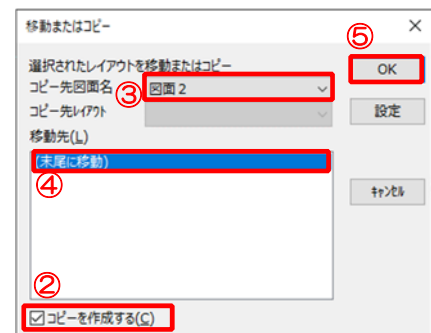 移動またはコピー
⑤
選択されたレイアウトを移動またはコピー
OK
コピー先図面名
③
図面2
コピー先レイアウト
設定
移動先(L)
(末尾に移動)
④
キャンセル
②
コピーを作成する(C)